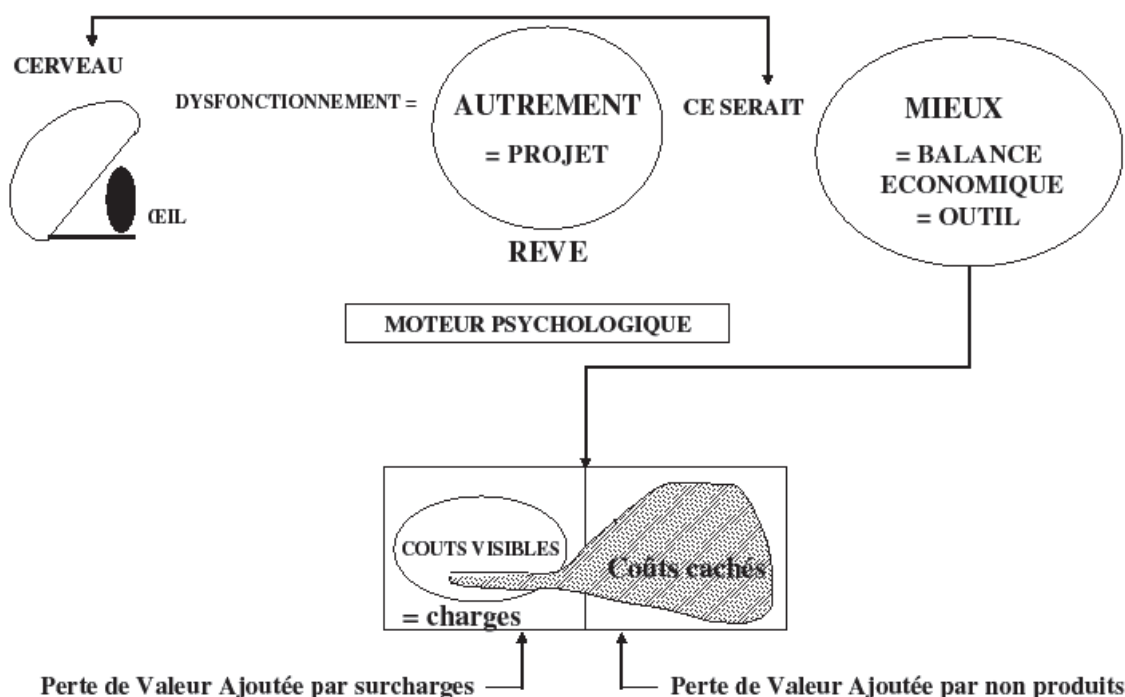 CERVEAU
DYSFONCTIONNEMENT =
AUTREMENT
= PROJET
CE SERAIT
MIEUX
= BALANCE
ECONOMIQUE
= OUTIL
ŒIL
REVE
MOTEUR PSYCHOLOGIQUE
COUTS VISIBLES
= charges
Coûts cachés
Perte de Valeur Ajoutée par surcharges
Perte de Valeur Ajoutée par non produits